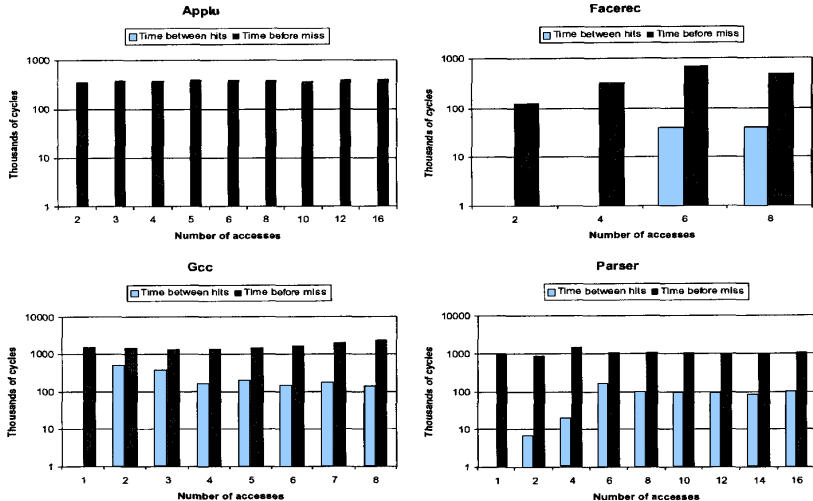 Applu
Time between hits Time before miss
Thousands of cycles
1000
100
10
1
2 3 4 5 6 8 10 12 16
Number of accesses
Facerec
Time between hits Time before miss
Thousands of cycles
1000
100
10
1
2 4 6 8
Number of accesses
Gcc
Time between hits Time before miss
Thousands of cycles
10000
1000
100
10
1
1 2 3 4 5 6 7 8
Number of accesses
Parser
Time between hits Time before miss
Thousands of cycles
10000
1000
100
10
1
1 2 4 6 8 10 12 14 16
Number of accesses